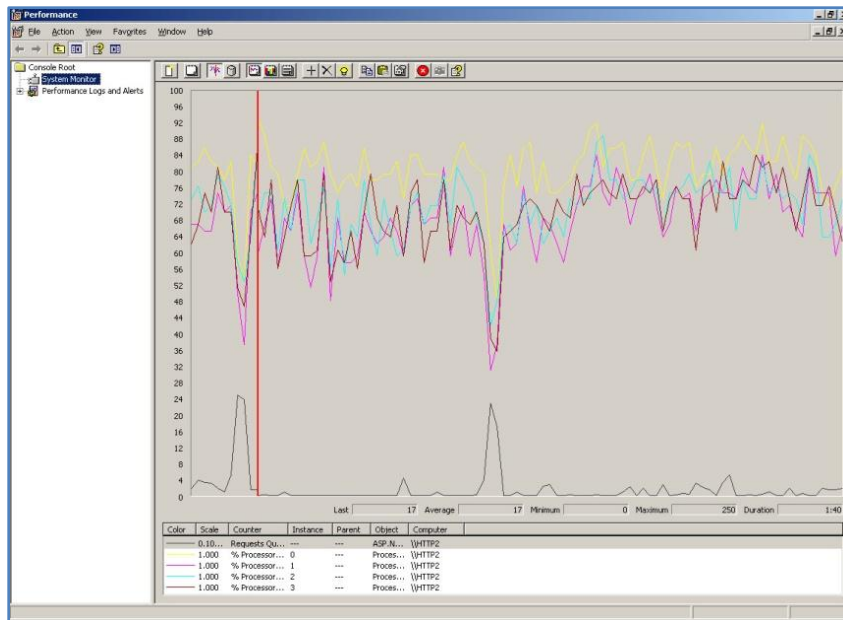 Performance
File Action View Favorites Window Help
Console Root
System Monitor
Performance Logs and Alerts
100
96
92
88
84
80
76
72
68
64
60
56
52
48
44
40
36
32
28
24
20
16
12
8
4
0
Last 17 Average 17 Minimum 0 Maximum 250 Duration 1:40
Color Scale Counter Instance Parent Object Computer
0.10... Requests Qu... --- --- ASP.N... \\HTTP2
1.000 % Processor... 0 --- Proces... \\HTTP2
1.000 % Processor... 1 --- Proces... \\HTTP2
1.000 % Processor... 2 --- Proces... \\HTTP2
1.000 % Processor... 3 --- Proces... \\HTTP2